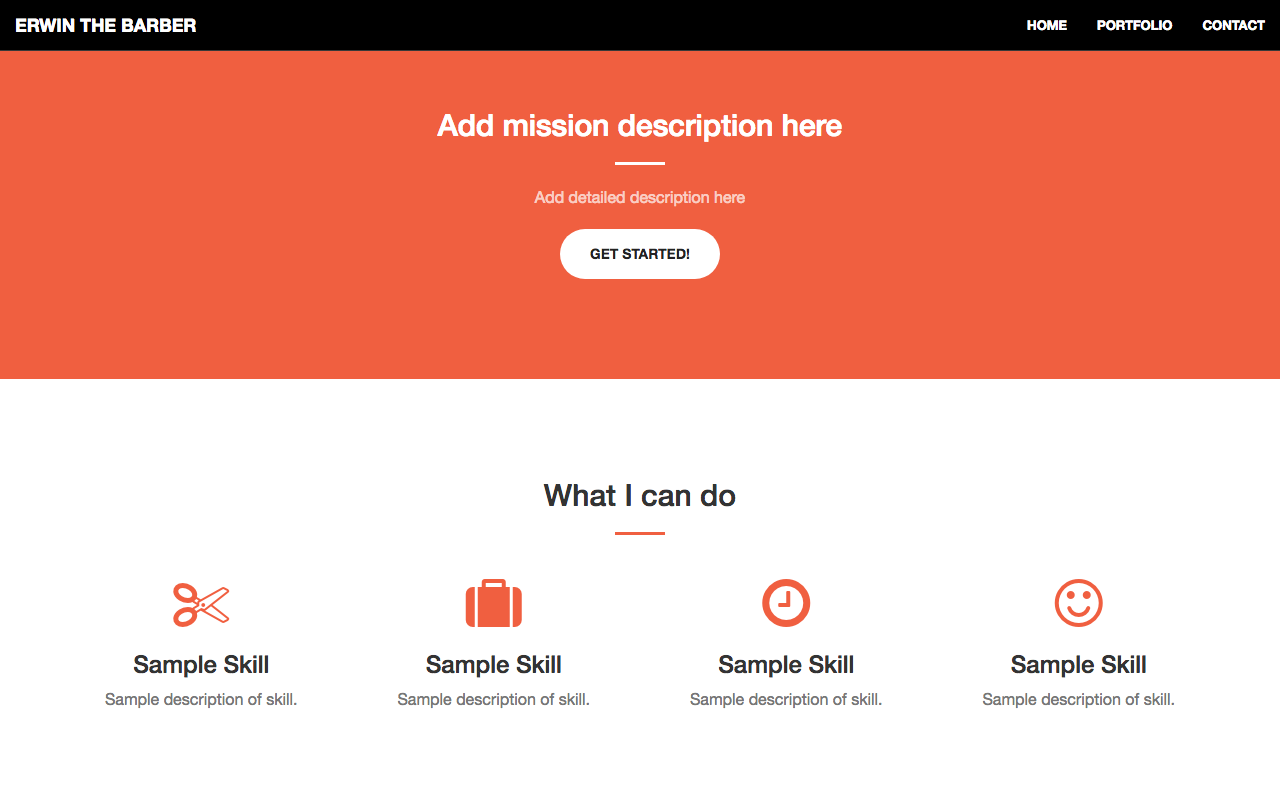 ERWIN THE BARBER
HOME PORTFOLIO CONTACT
Add mission description here
Add detailed description here
GET STARTED!
What I can do
Sample Skill Sample Skill Sample Skill Sample Skill
Sample description of skill. Sample description of skill. Sample description of skill. Sample description of skill.